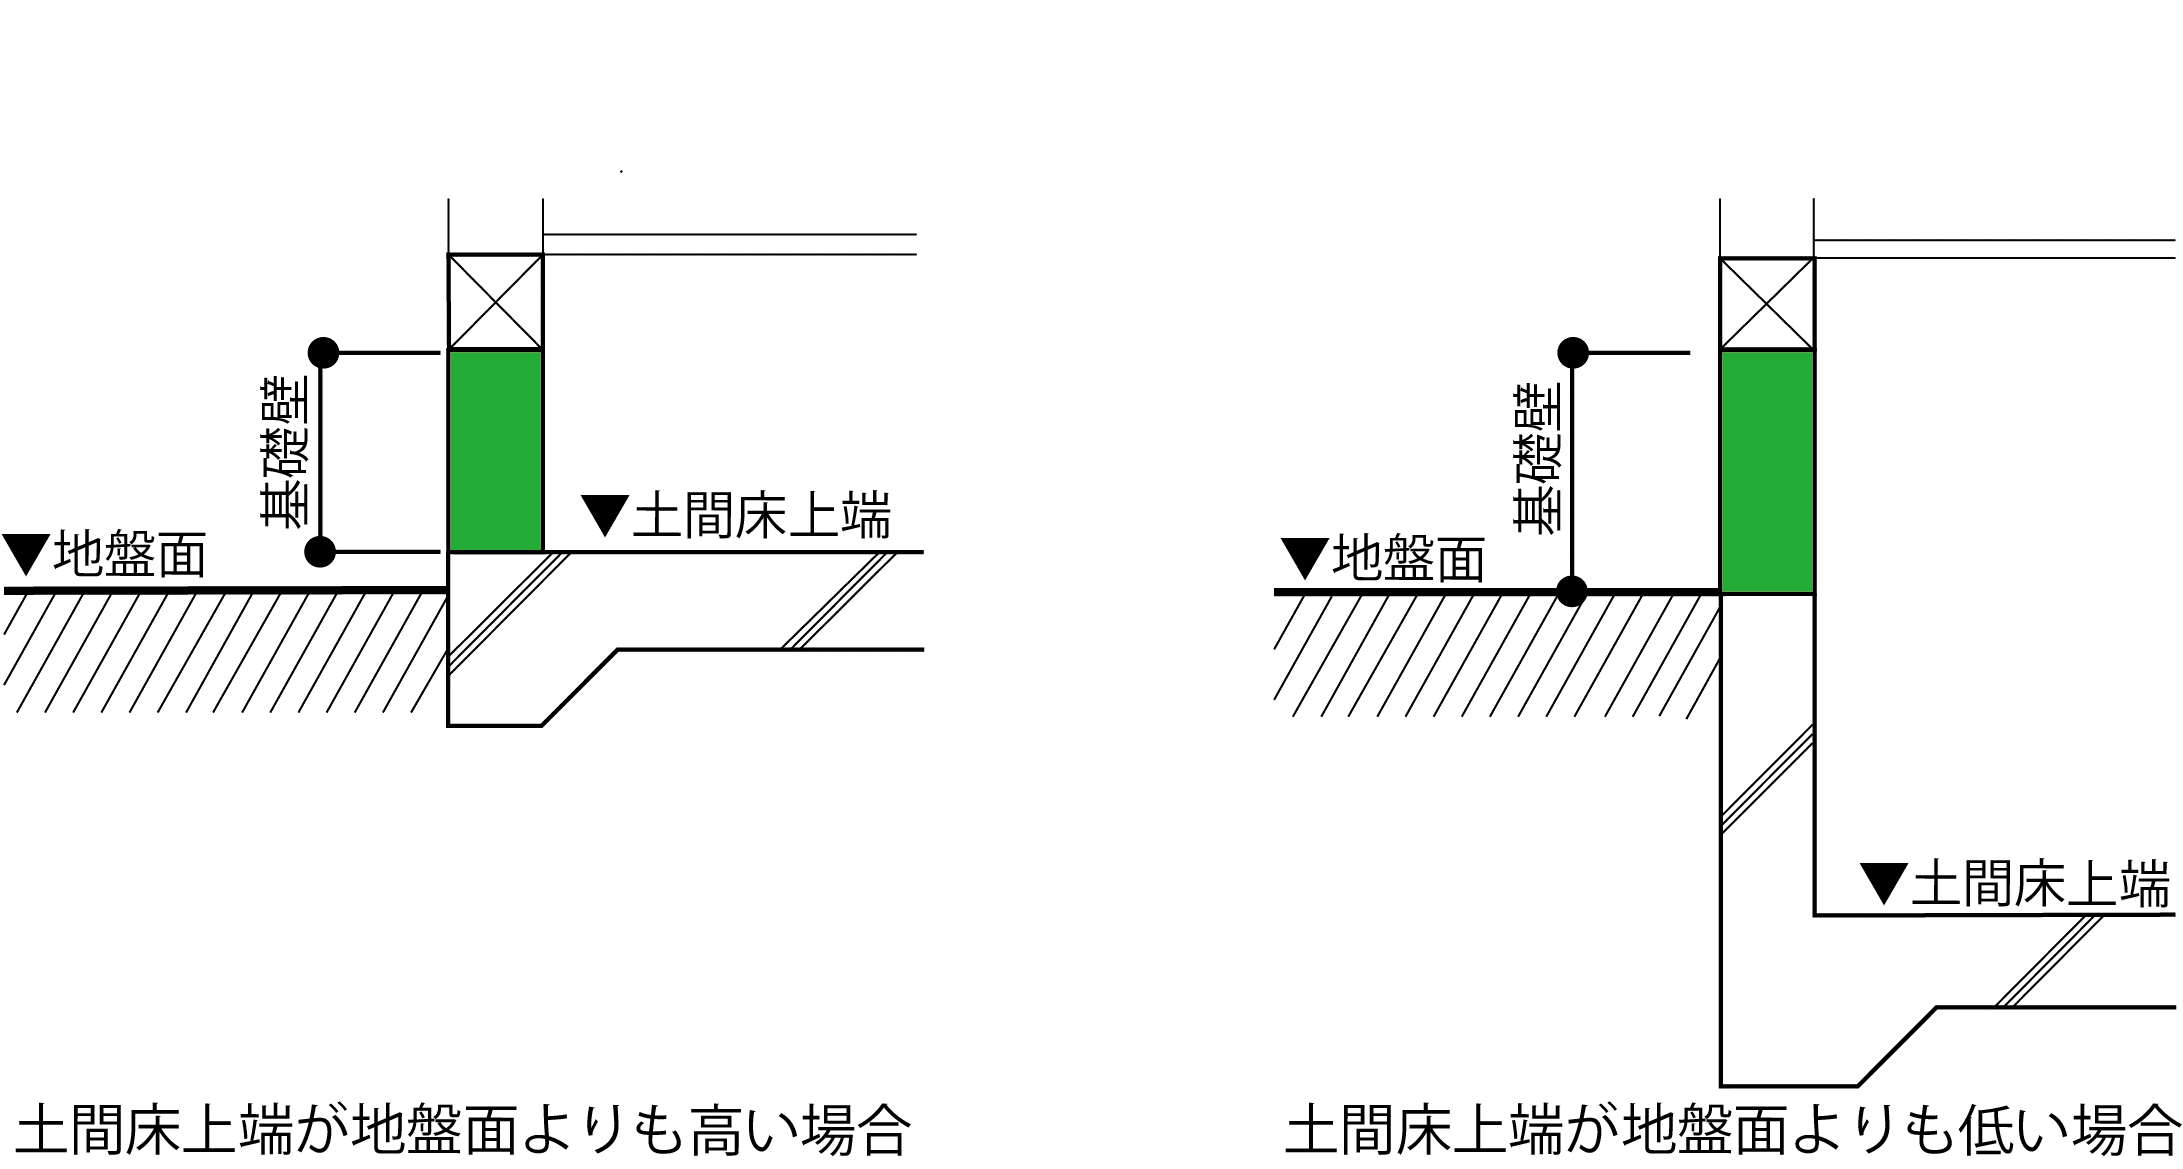 基礎壁
▼土間床上端
▼地盤面
土間床上端が地盤面よりも高い場合
基礎壁
▼地盤面
▼土間床上端
土間床上端が地盤面よりも低い場合